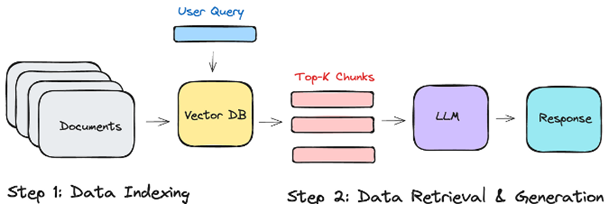 User Query
Top-K Chunks
Documents
Vector DB
LLM
Response
Step 1: Data Indexing
Step 2: Data Retrieval & Generation